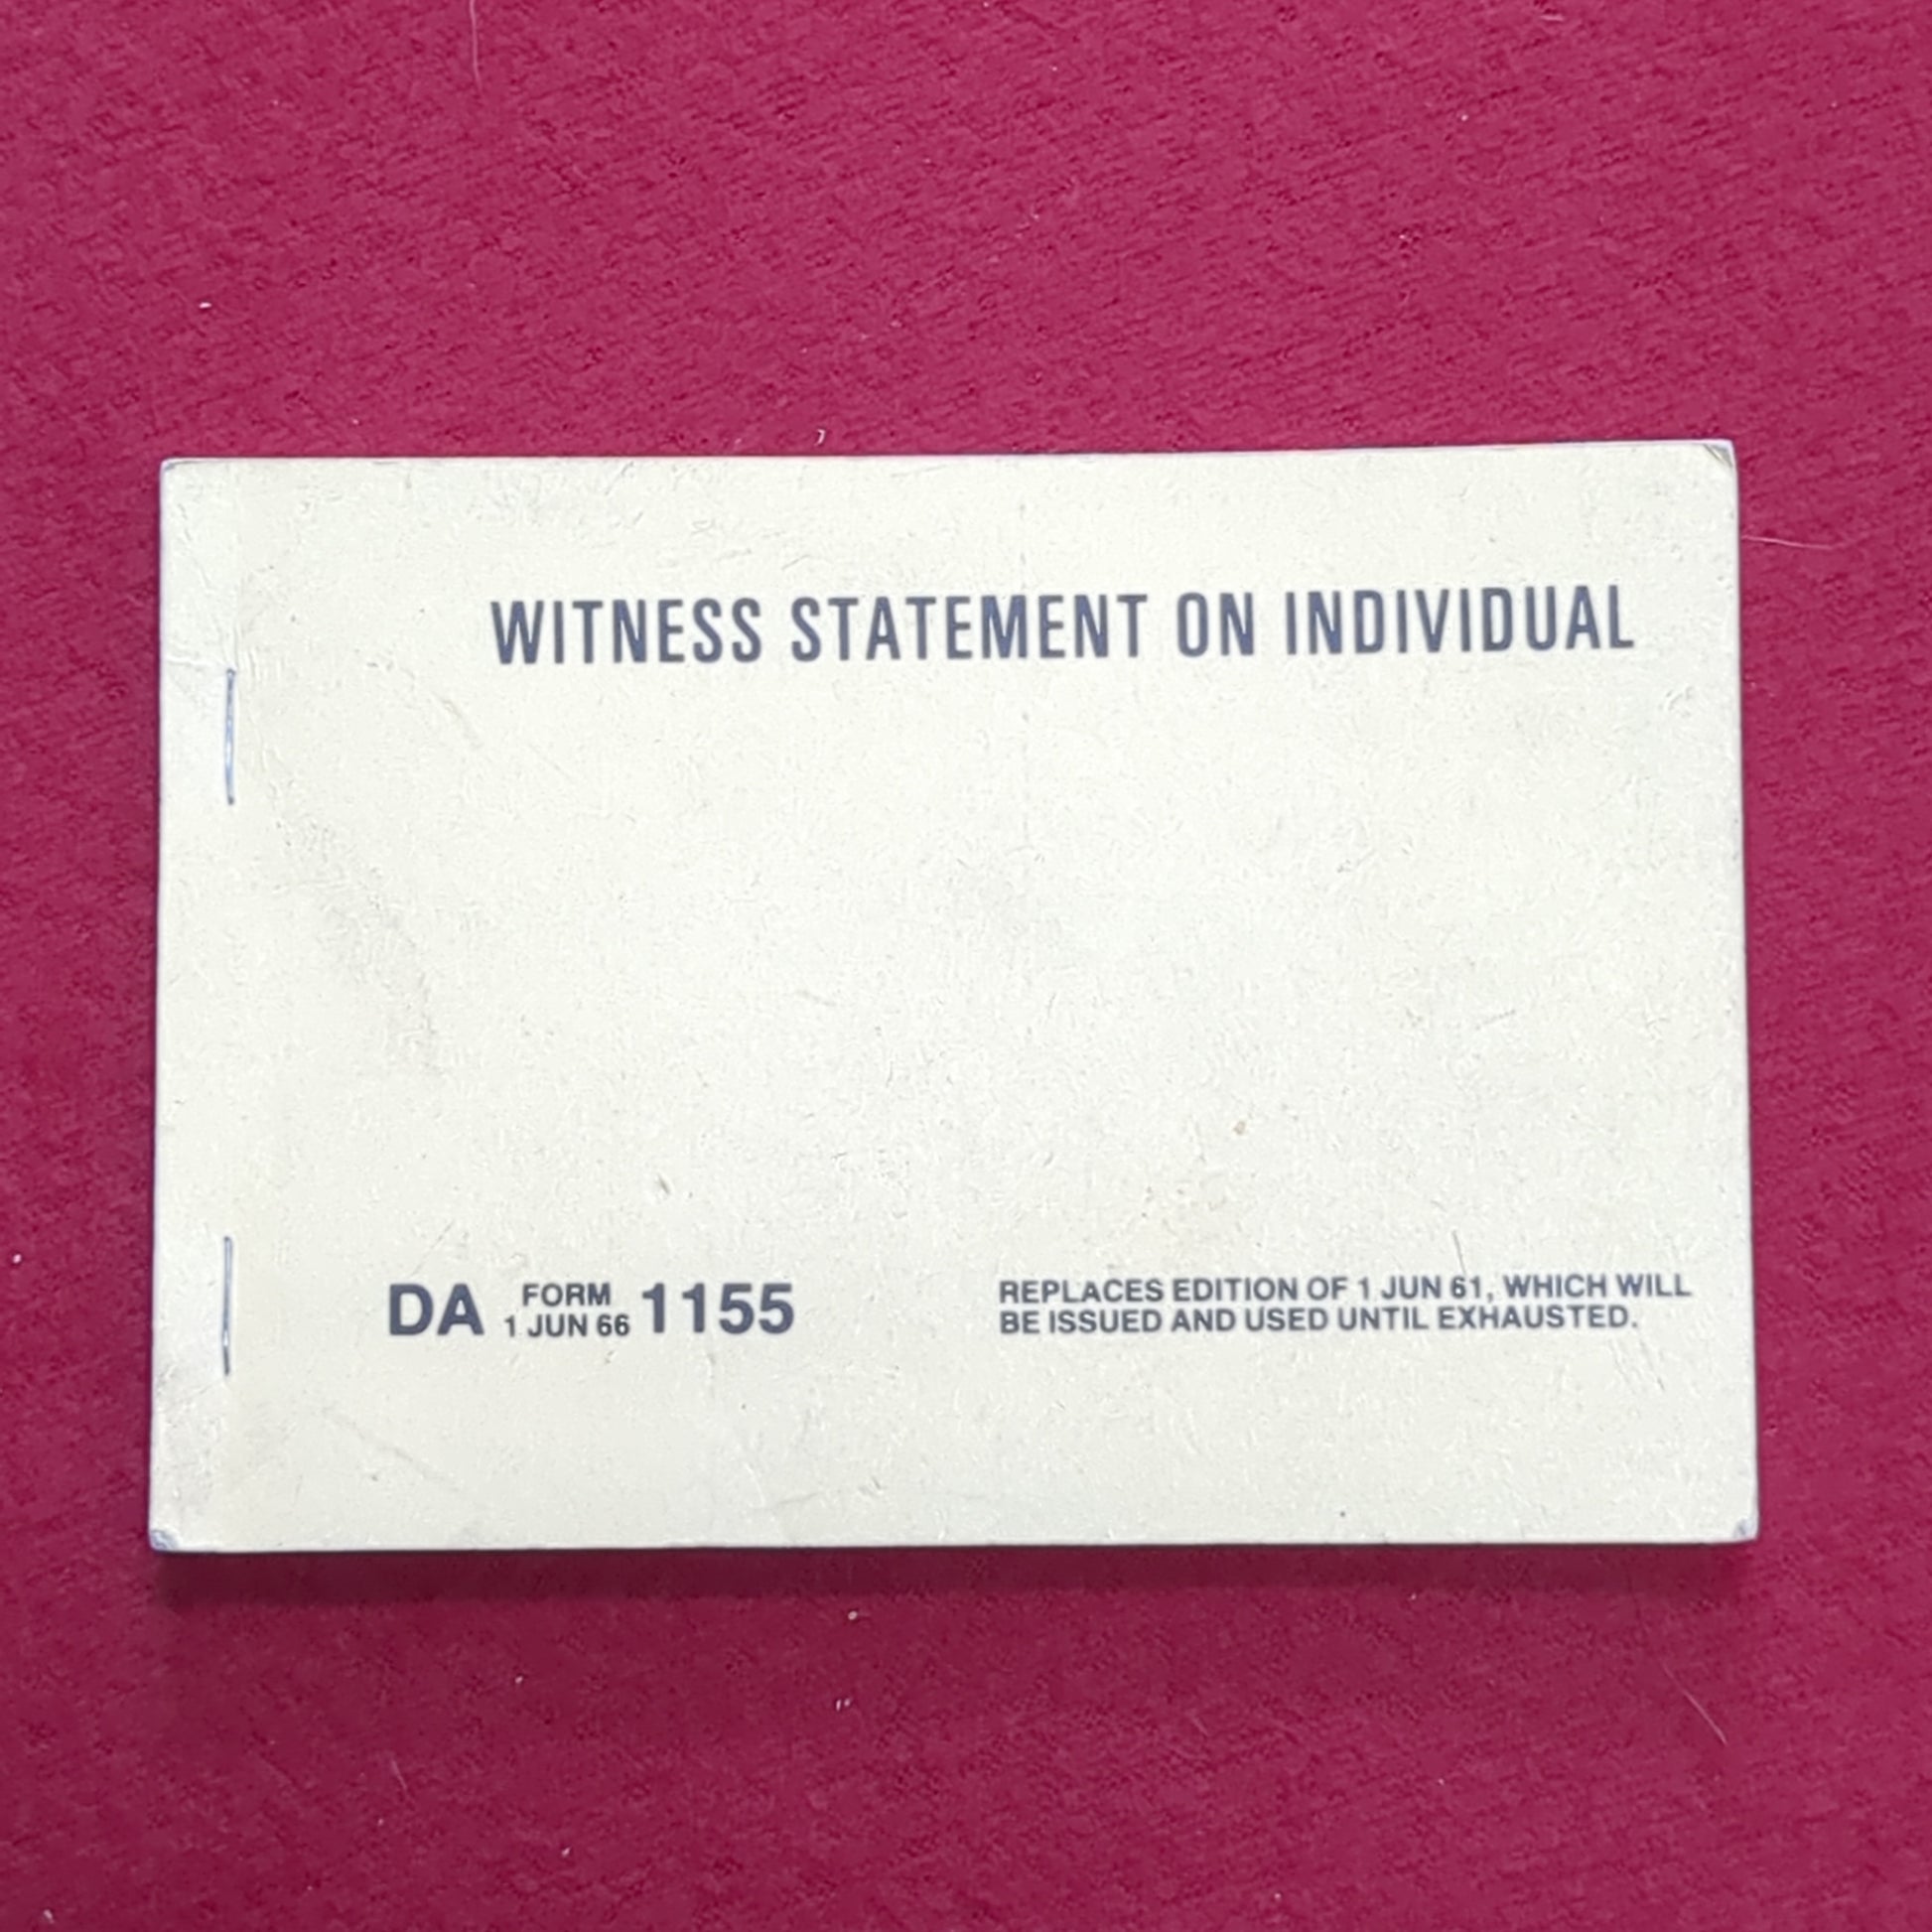 WITNESS STATEMENT ON INDIVIDUAL
DA FORM 1155
1 JUN 66
REPLACES EDITION OF 1 JUN 61, WHICH WILL
BE ISSUED AND USED UNTIL EXHAUSTED.